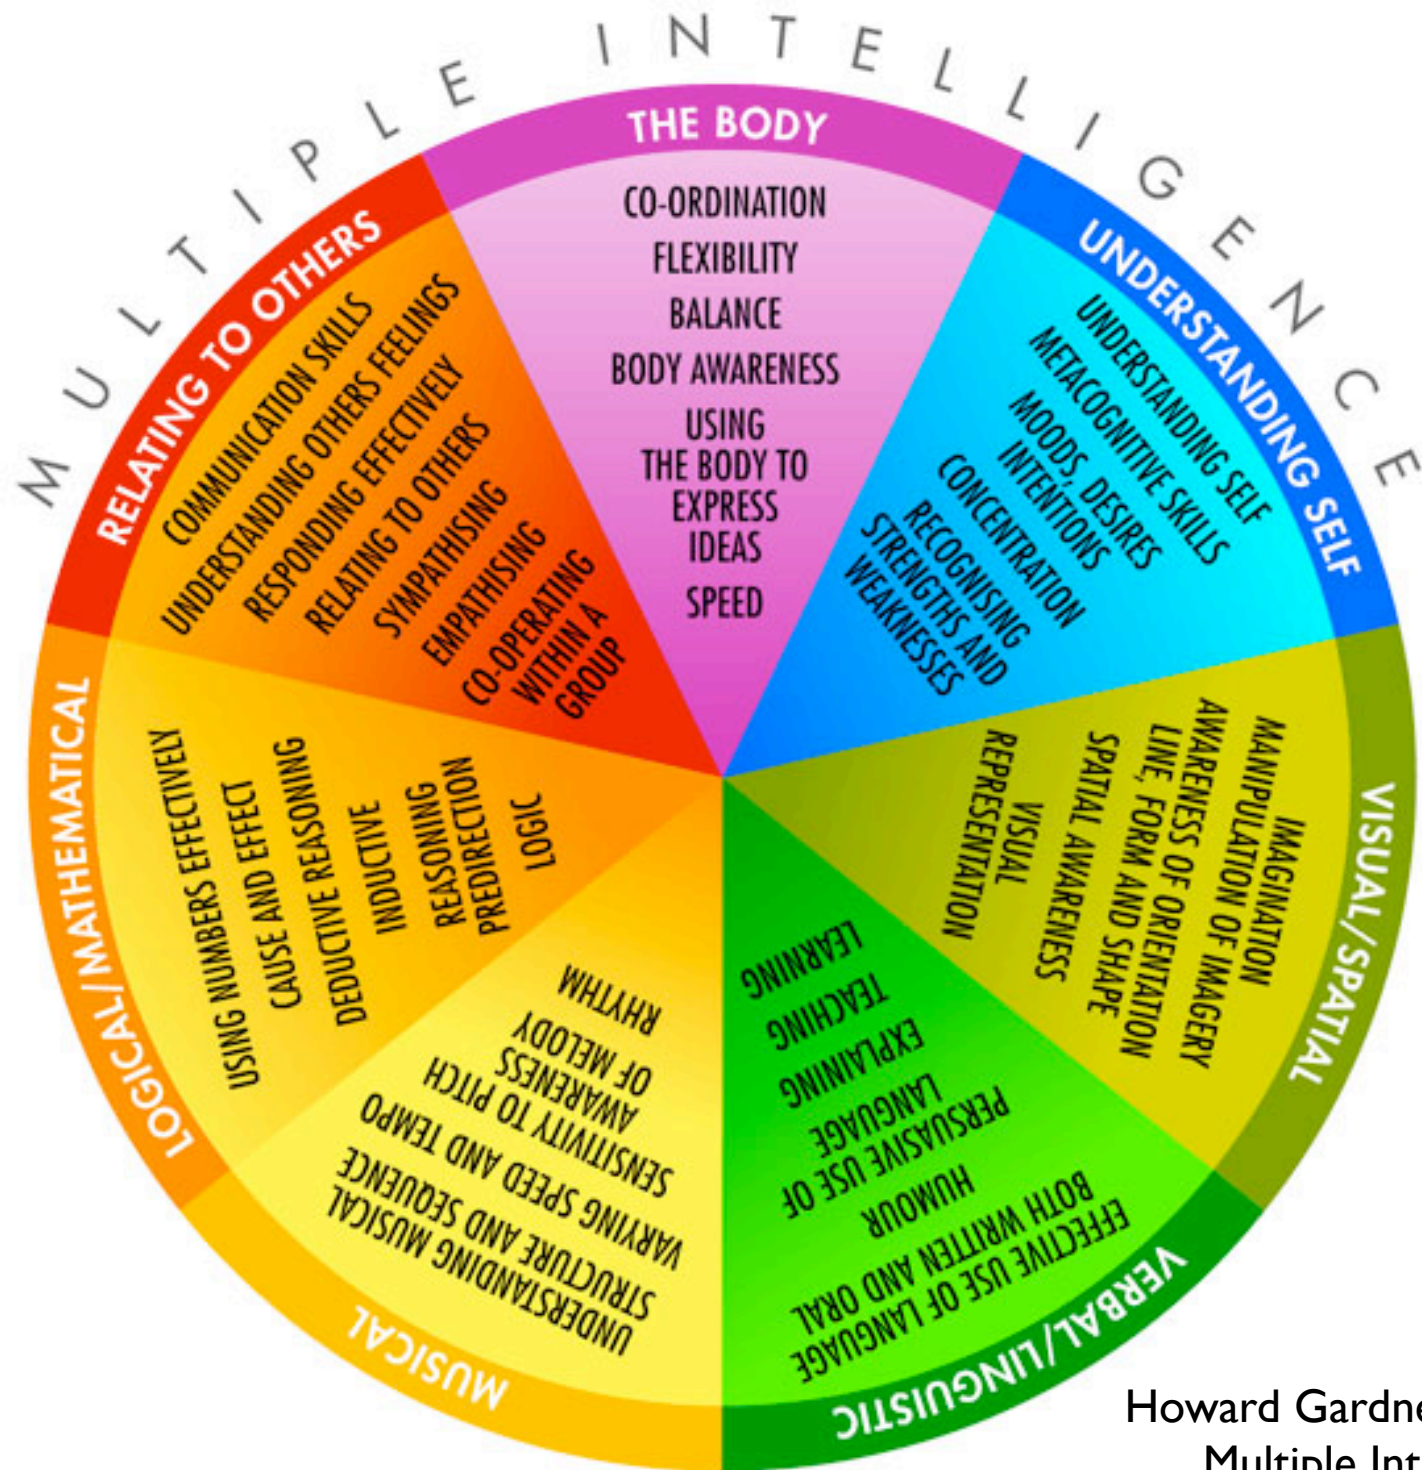 MULTIPLE INTELLIGENCE
THE BODY
CO-ORDINATION
FLEXIBILITY
BALANCE
BODY AWARENESS
USING
THE BODY TO
EXPRESS
IDEAS
SPEED
UNDERSTANDING SELF
UNDERSTANDING SELF
METACOGNITIVE SKILLS
MOODS, DESIRES
INTENTIONS
CONCENTRATION
RECOGNISING
STRENGTHS AND
WEAKNESSES
VISUAL/SPATIAL
IMAGINATION
MANIPULATION OF IMAGERY
AWARENESS OF ORIENTATION
LINE, FORM AND SHAPE
SPATIAL AWARENESS
VISUAL
REPRESENTATION
VERBAL/LINGUISTIC
EFFECTIVE USE OF LANGUAGE
BOTH WRITTEN AND ORAL
HUMOUR
PERSUASIVE USE OF
LANGUAGE
EXPLAINING
TEACHING
LEARNING
MUSICAL
UNDERSTANDING MUSICAL
STRUCTURE AND SEQUENCE
VARYING SPEED AND TEMPO
SENSITIVITY TO PITCH
AWARENESS
OF MELODY
RHYTHM
LOGICAL/MATHEMATICAL
USING NUMBERS EFFECTIVELY
CAUSE AND EFFECT
DEDUCTIVE REASONING
INDUCTIVE
REASONING
PREDIRECTION
LOGIC
RELATING TO OTHERS
COMMUNICATION SKILLS
UNDERSTANDING OTHERS FEELINGS
RESPONDING EFFECTIVELY
RELATING TO OTHERS
SYMPATHISING
EMPATHISING
CO-OPERATING
WITHIN A
GROUP
Howard Gardne
Multiple Int